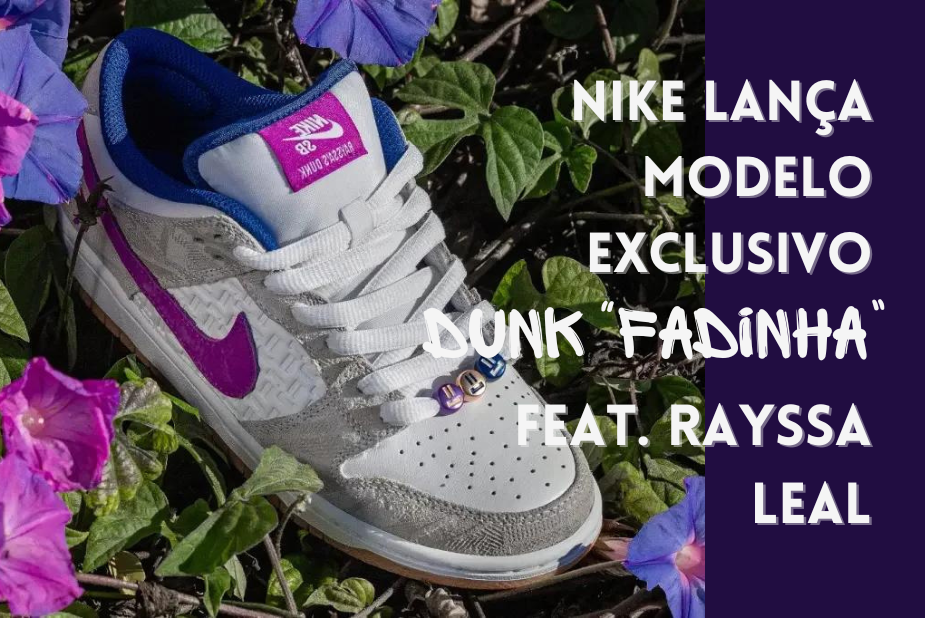 NIKE LANÇA
MODELO
EXCLUSIVO
DUNK "FADINHA"
FEAT. RAYSSA
LEAL
NIKE
SB
RAYSSA'S DUNK